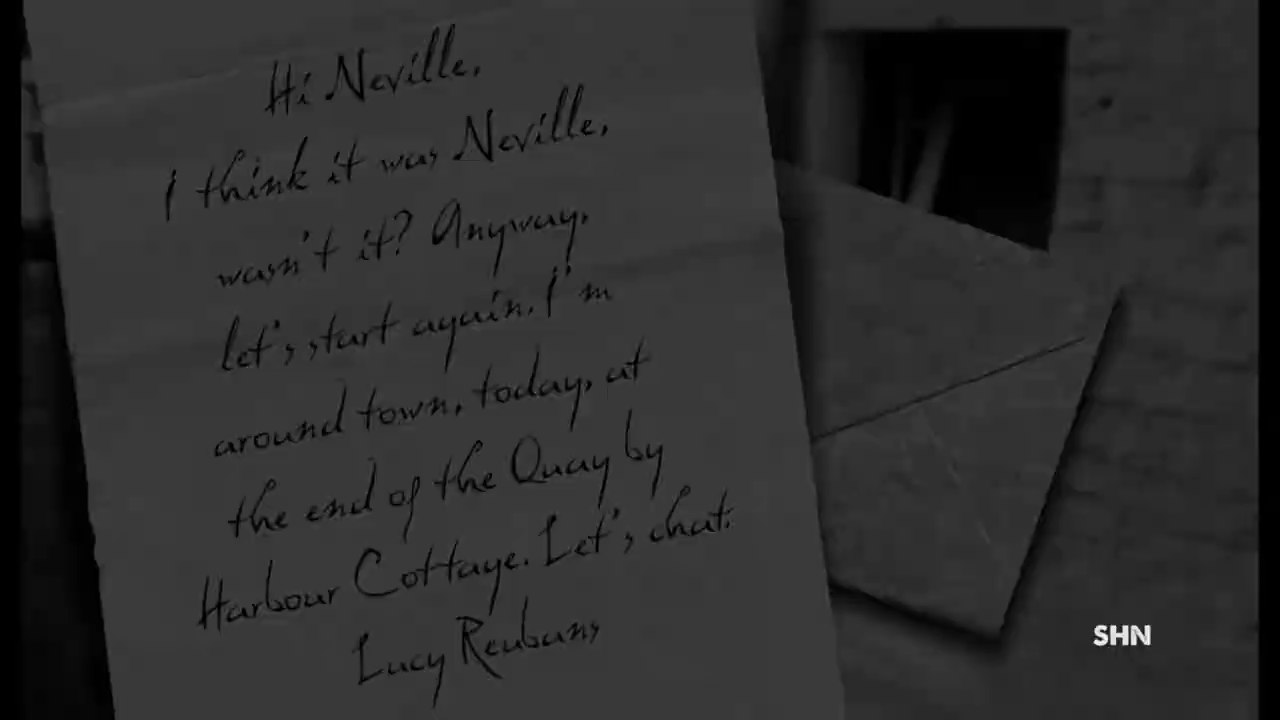 Hi Neville,
I think it was Neville,
wasn't it? Anyway,
let's start again. I'm
around town, today, at
the end of the Quay by
Harbour Cottage. Let's chat.
Lucy Reubans
SHN